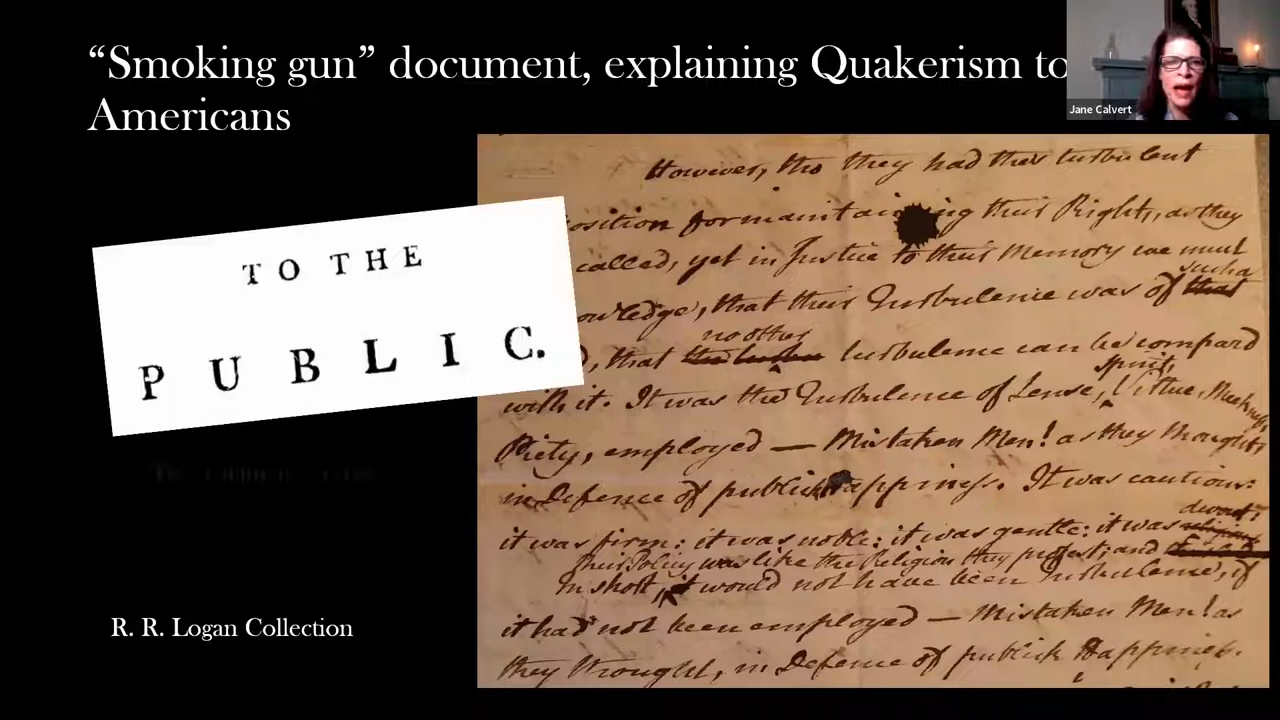 “Smoking gun” document, explaining Quakerism to
Americans
Jane Calvert
TO THE
PUBLIC.
R. R. Logan Collection
However, tho they had this turbulent
osition for maintaining their Right, as they
called, yet in Justice to their Memory we must
such a
owledge, that their Turbulence was of that
no other
, that turbulence can be compard
spirit,
with it. It was the Turbulence of Sense, Virtue, Meekness,
Piety, employed — Mistaken Men! as they thought,
in Defence of publick Happiness. It was cautious:
devout:
it was firm: it was noble: it was gentle: it was
Their Policy was like the Religion they profest; and
In short, it would not have been Turbulence, if
it had not been employed — Mistaken Men! as
they thought, in Defence of publick Happiness.